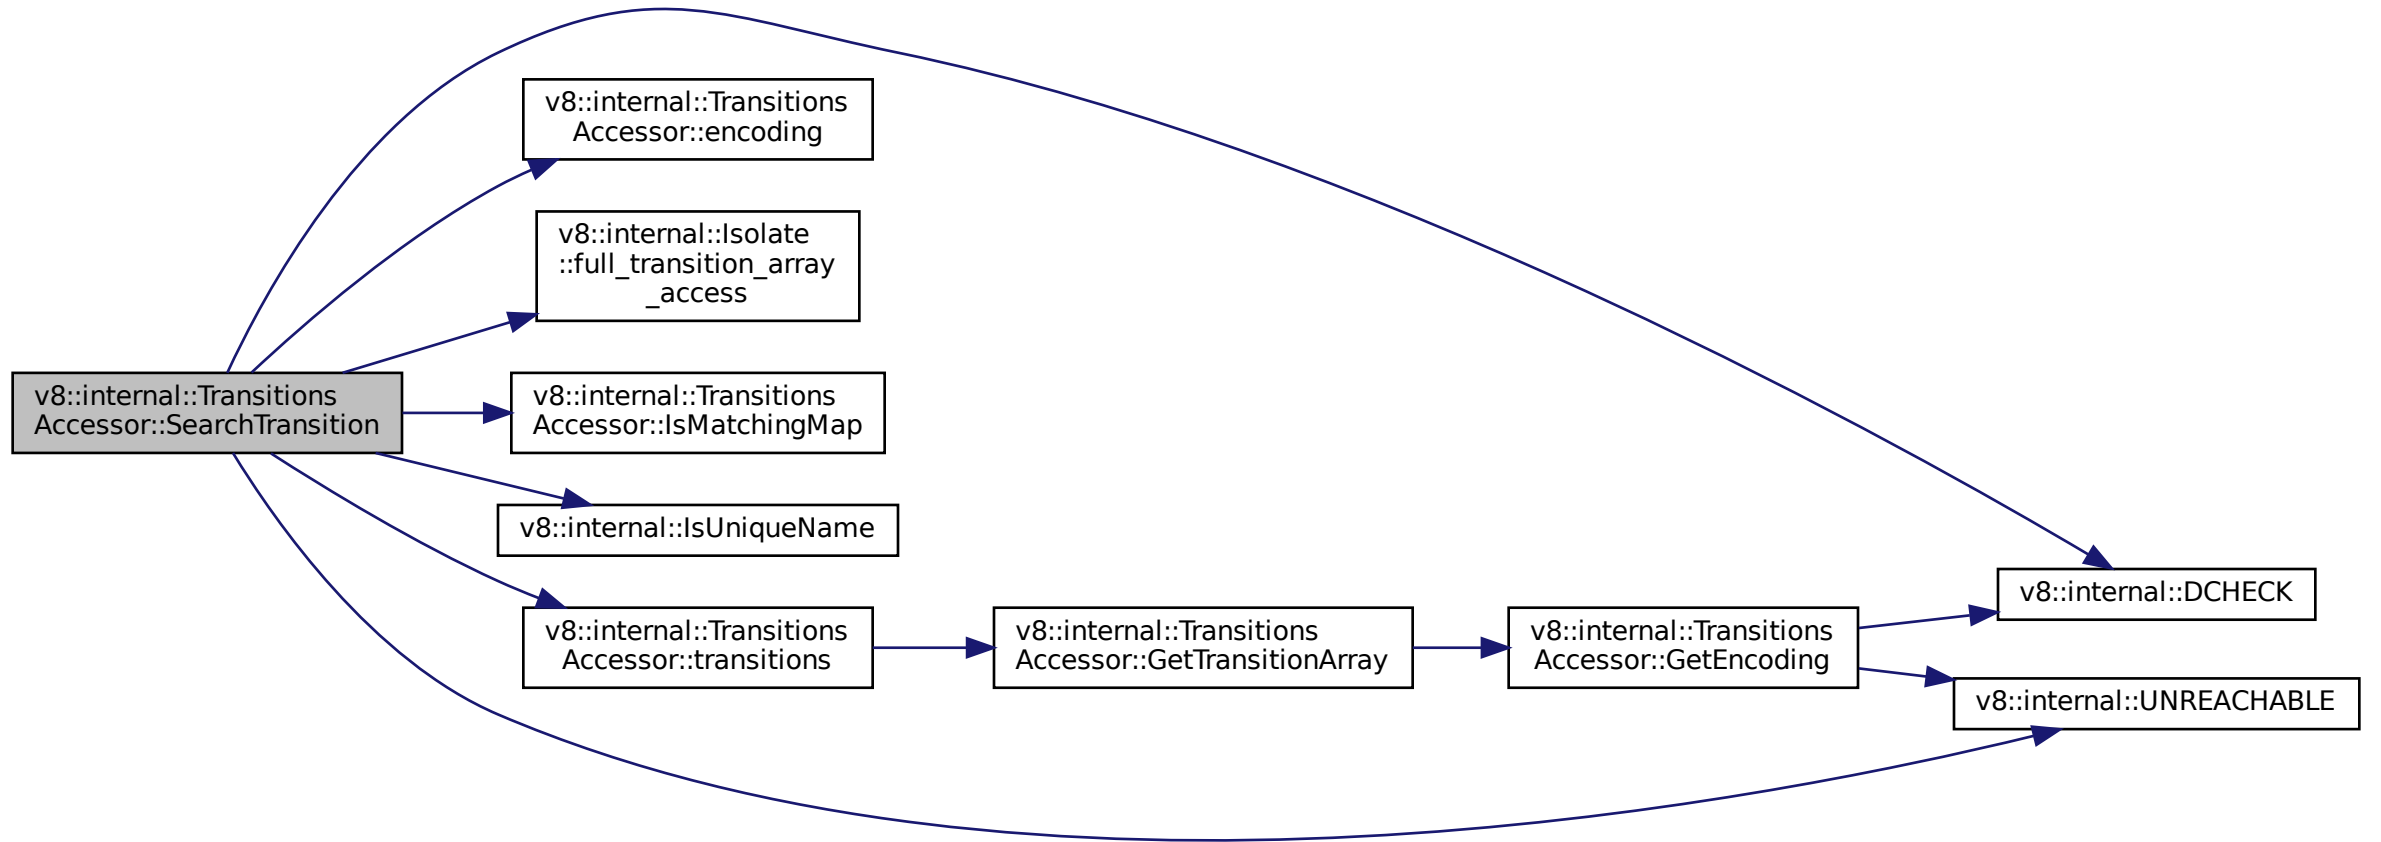 v8::internal::Transitions
Accessor::SearchTransition
v8::internal::Transitions
Accessor::encoding
v8::internal::Isolate
::full_transition_array
_access
v8::internal::Transitions
Accessor::IsMatchingMap
v8::internal::IsUniqueName
v8::internal::Transitions
Accessor::transitions
v8::internal::Transitions
Accessor::GetTransitionArray
v8::internal::Transitions
Accessor::GetEncoding
v8::internal::DCHECK
v8::internal::UNREACHABLE